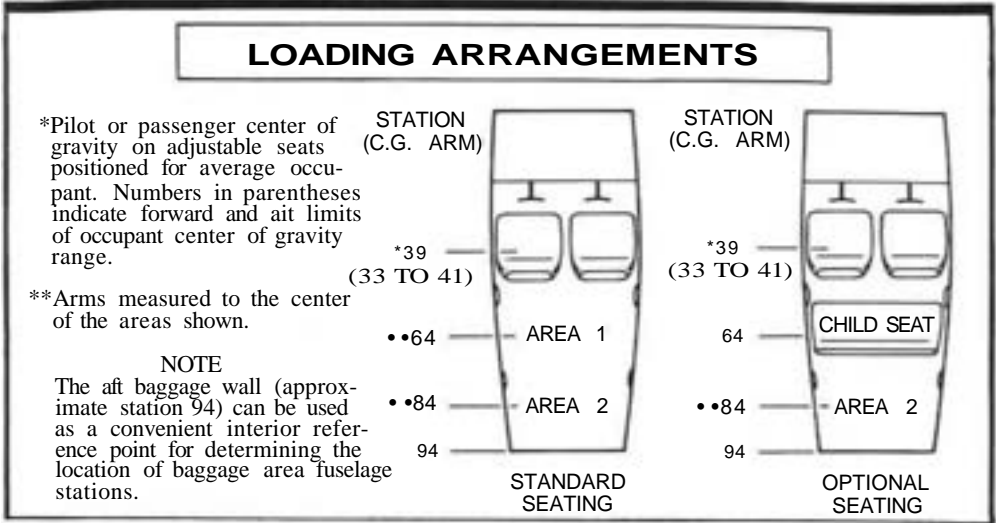 LOADING ARRANGEMENTS
*Pilot or passenger center of
gravity on adjustable seats
positioned for average occu-
pant. Numbers in parentheses
indicate forward and ait limits
of occupant center of gravity
range.
**Arms measured to the center
of the areas shown.
NOTE
The aft baggage wall (approx-
imate station 94) can be used
as a convenient interior refer-
ence point for determining the
location of baggage area fuselage
stations.
STATION
(C.G. ARM)
*39
(33 TO 41)
••64
AREA 1
••84
AREA 2
94
STANDARD
SEATING
STATION
(C.G. ARM)
*39
(33 TO 41)
64
CHILD SEAT
••84
AREA 2
94
OPTIONAL
SEATING